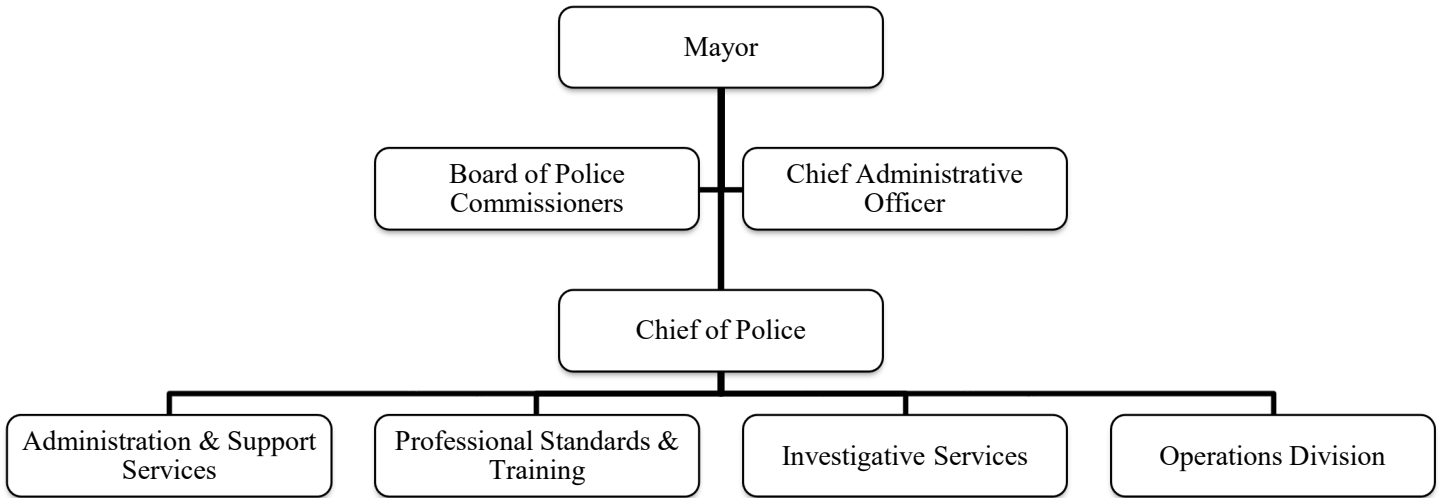 Mayor
Board of Police
Commissioners
Chief Administrative
Officer
Chief of Police
Administration & Support
Services
Professional Standards &
Training
Investigative Services
Operations Division